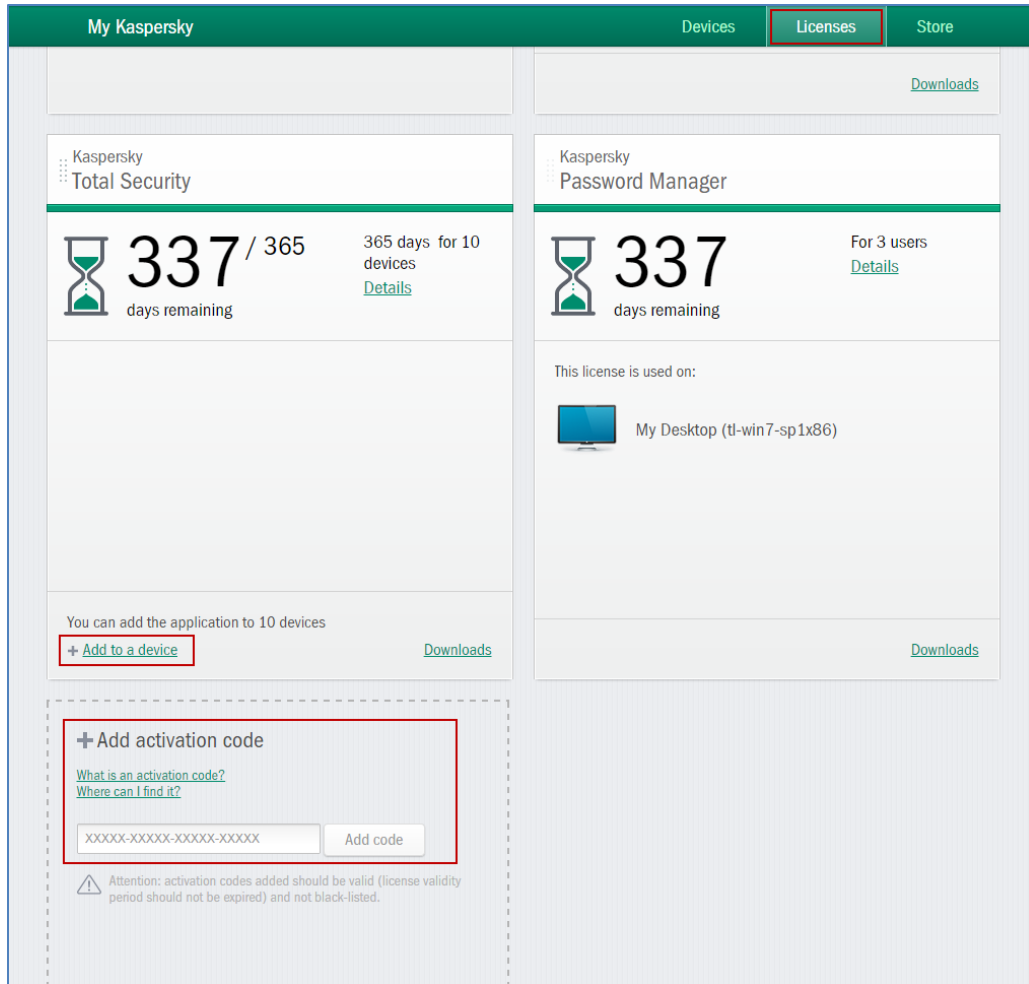 My Kaspersky
Devices
Licenses
Store
Downloads
Kaspersky
Total Security
337 / 365
days remaining
365 days for 10
devices
Details
You can add the application to 10 devices
+ Add to a device
Downloads
Kaspersky
Password Manager
337
days remaining
For 3 users
Details
This license is used on:
My Desktop (tl-win7-sp1x86)
Downloads
+ Add activation code
What is an activation code?
Where can I find it?
XXXXX-XXXXX-XXXXX-XXXXX
Add code
Attention: activation codes added should be valid (license validity
period should not be expired) and not black-listed.